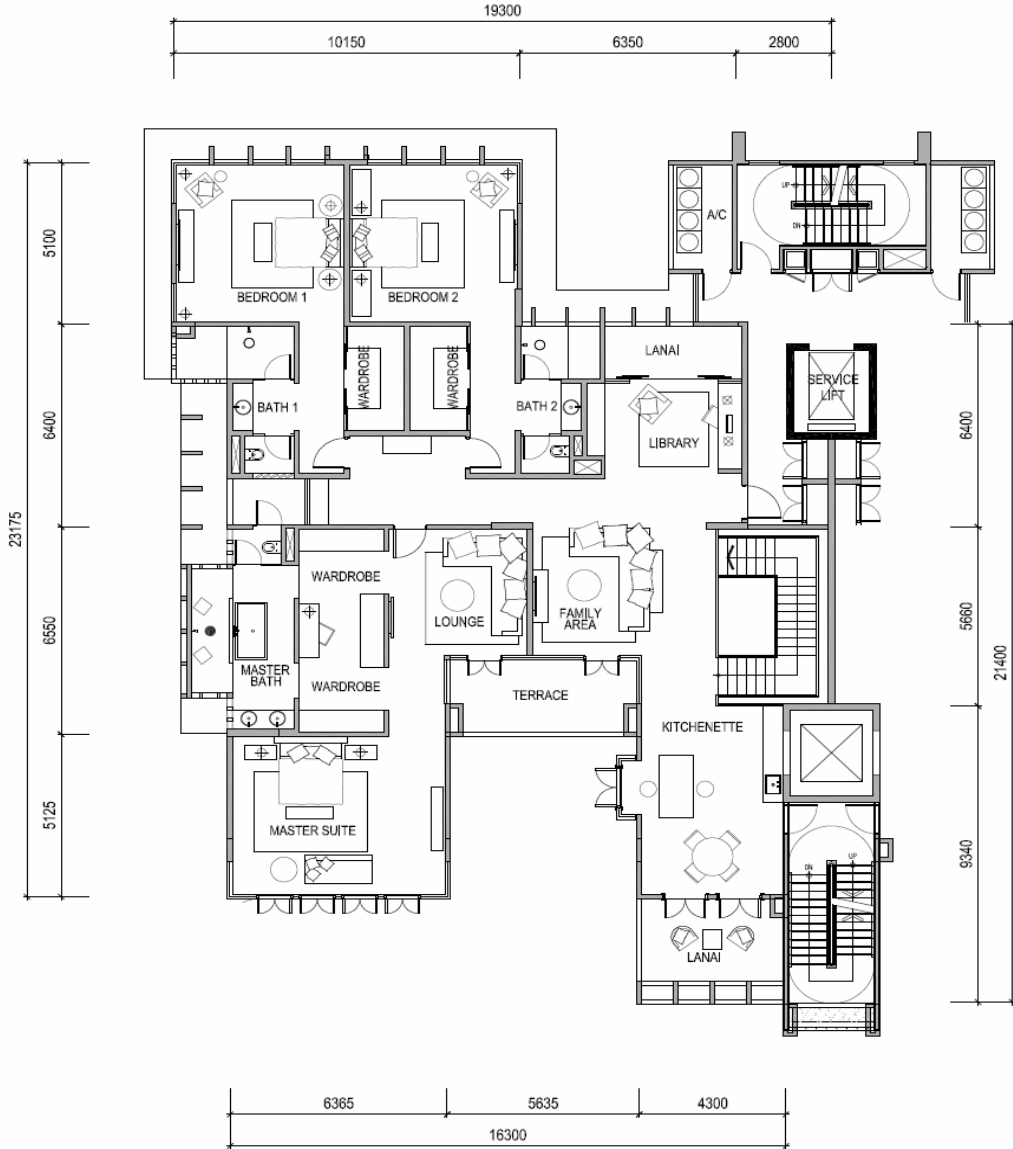 19300
10150
6350
2800
UP
A/C
DN
5100
BEDROOM 1
BEDROOM 2
LANAI
SERVICE
LIFT
WARDROBE
WARDROBE
BATH 1
BATH 2
6400
6400
LIBRARY
23175
WARDROBE
LOUNGE
FAMILY
AREA
6550
5660
MASTER
BATH
WARDROBE
TERRACE
21400
KITCHENETTE
5125
MASTER SUITE
DN
UP
9340
LANAI
6365
5635
4300
16300